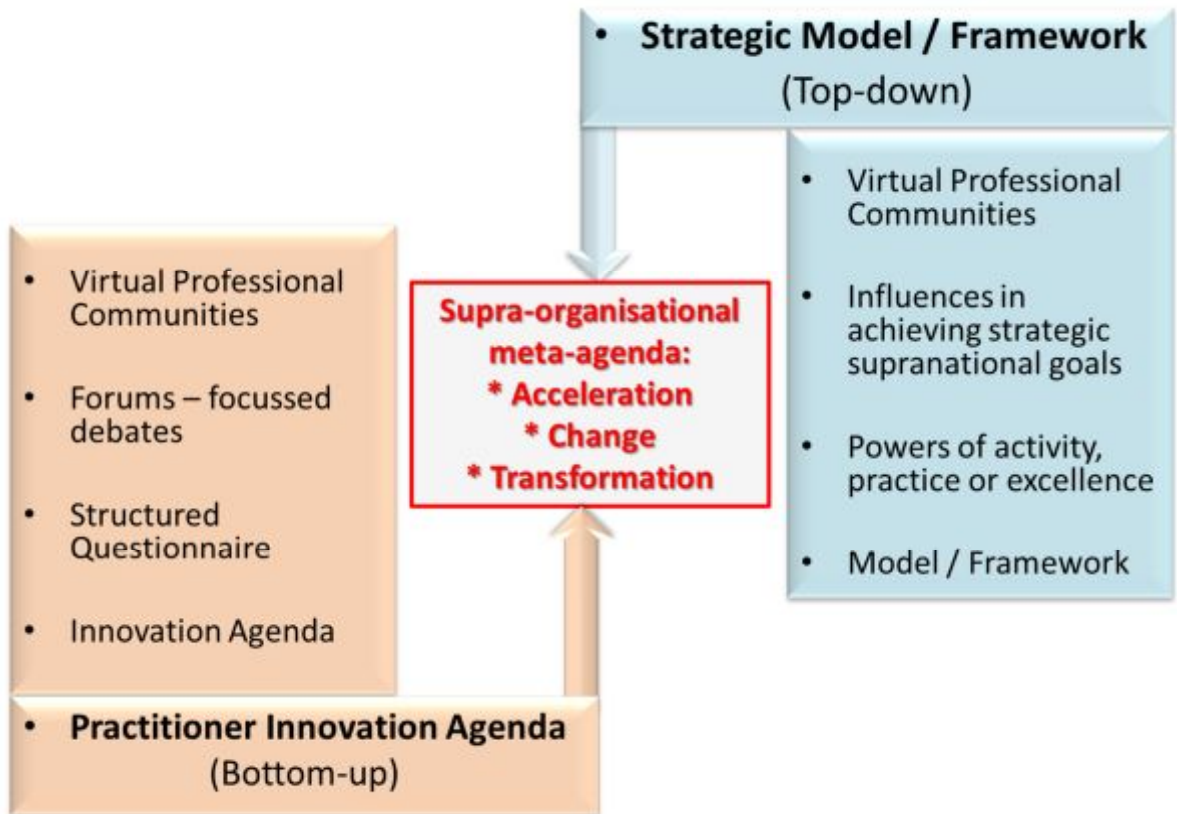 • Strategic Model / Framework
(Top-down)
• Virtual Professional
Communities
• Influences in
achieving strategic
supranational goals
• Powers of activity,
practice or excellence
• Model / Framework
Supra-organisational
meta-agenda:
* Acceleration
* Change
* Transformation
• Virtual Professional
Communities
• Forums – focussed
debates
• Structured
Questionnaire
• Innovation Agenda
• Practitioner Innovation Agenda
(Bottom-up)